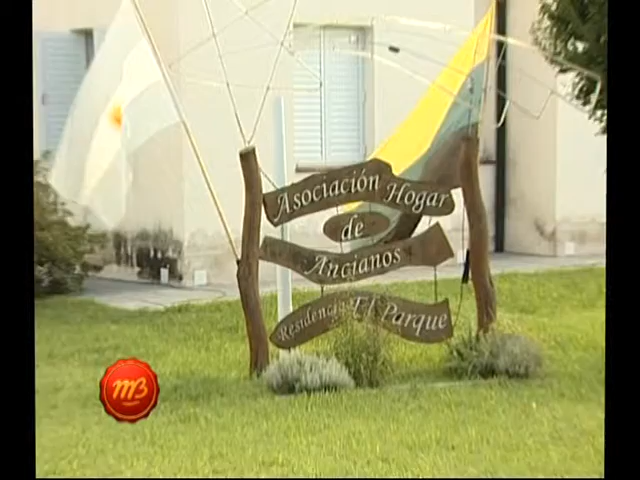 Asociación Hogar
de
Ancianos
Residencia El Parque
MB